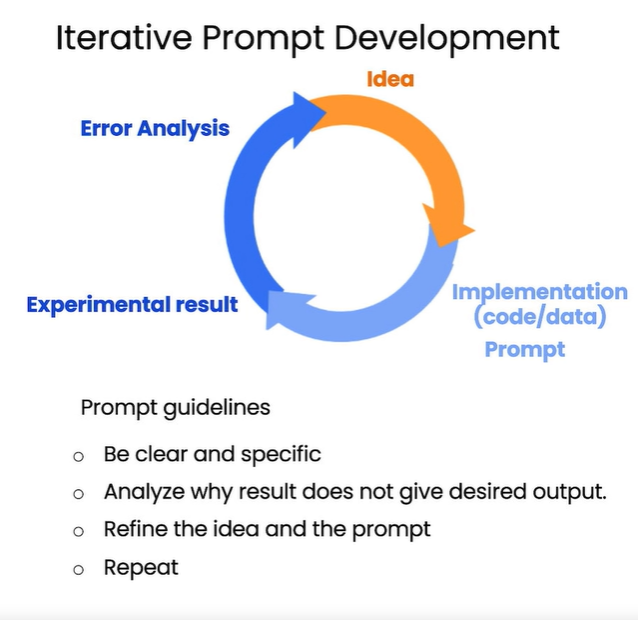 Iterative Prompt Development
Idea
Error Analysis
Experimental result
Implementation
(code/data)
Prompt
Prompt guidelines
o Be clear and specific
o Analyze why result does not give desired output.
o Refine the idea and the prompt
o Repeat